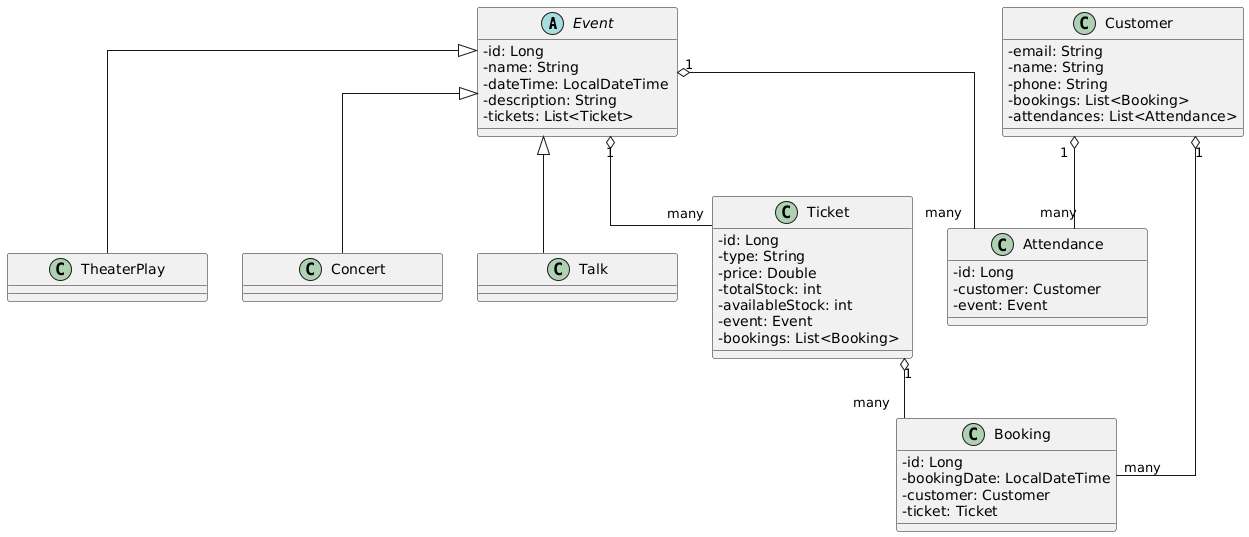 A Event
-id: Long
-name: String
-dateTime: LocalDateTime
-description: String
-tickets: List<Ticket>
C Customer
-email: String
-name: String
-phone: String
-bookings: List<Booking>
-attendances: List<Attendance>
1
1
1
1
many
many
many
C TheaterPlay
C Concert
C Talk
C Ticket
-id: Long
-type: String
-price: Double
-totalStock: int
-availableStock: int
-event: Event
-bookings: List<Booking>
C Attendance
-id: Long
-customer: Customer
-event: Event
1
many
C Booking
-id: Long
-bookingDate: LocalDateTime
-customer: Customer
-ticket: Ticket
many